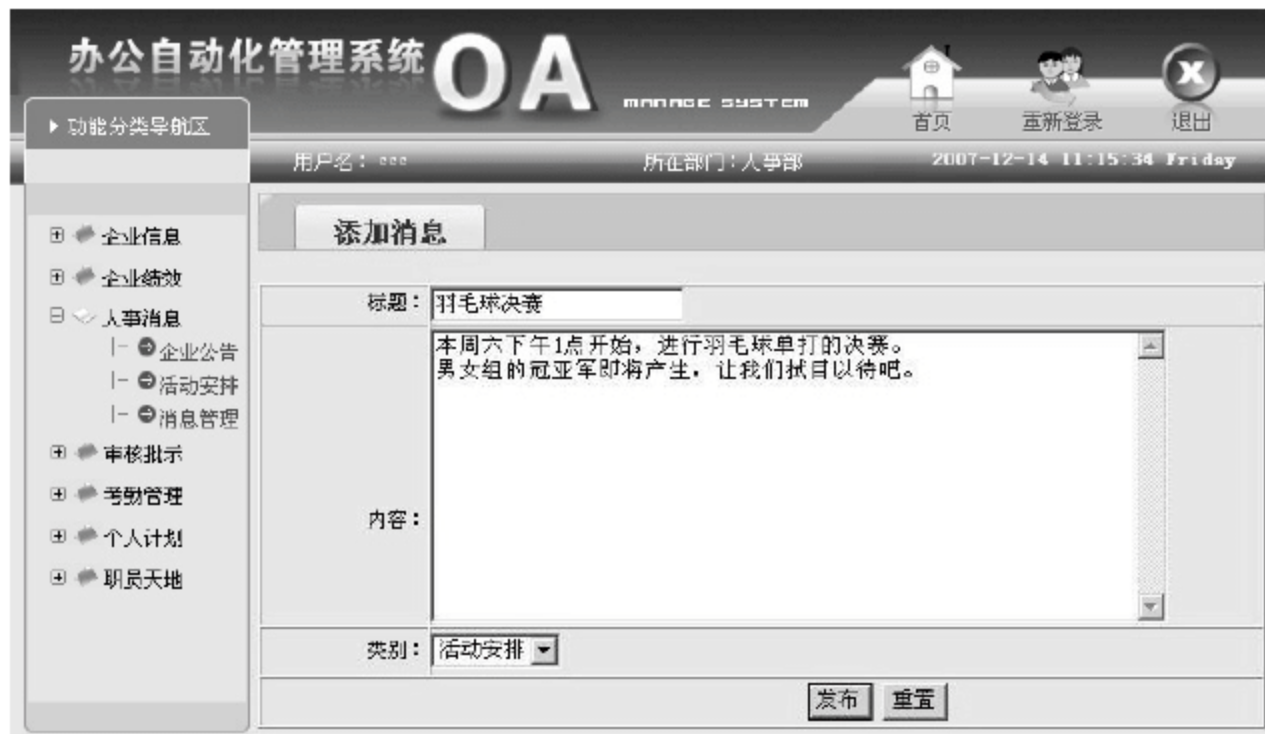 办公自动化管理系统 OA
MANAGE SYSTEM
首页 重新登录 退出
功能分类导航区
用户名： 所在部门：人事部 2007-12-14 11:15:34 Friday
添加消息
企业信息
企业绩效
人事消息
企业公告
活动安排
消息管理
审核批示
考勤管理
个人计划
职员天地
标题： 羽毛球决赛
内容：
本周六下午1点开始，进行羽毛球单打的决赛。
男女组的冠亚军即将产生，让我们拭目以待吧。
类别： 活动安排
发布 重置